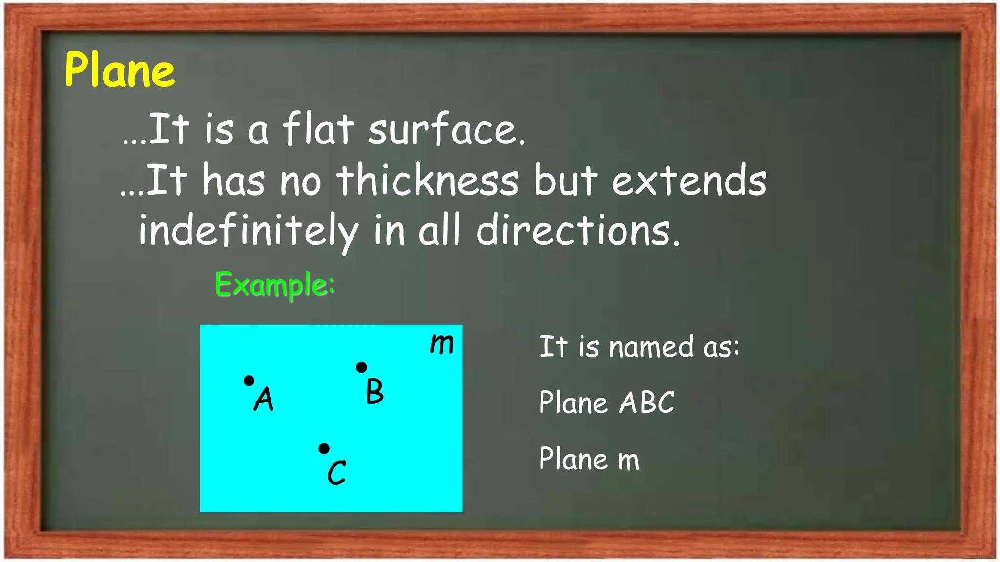 Plane
...It is a flat surface.
...It has no thickness but extends
indefinitely in all directions.
Example:
m
A
B
C
It is named as:
Plane ABC
Plane m